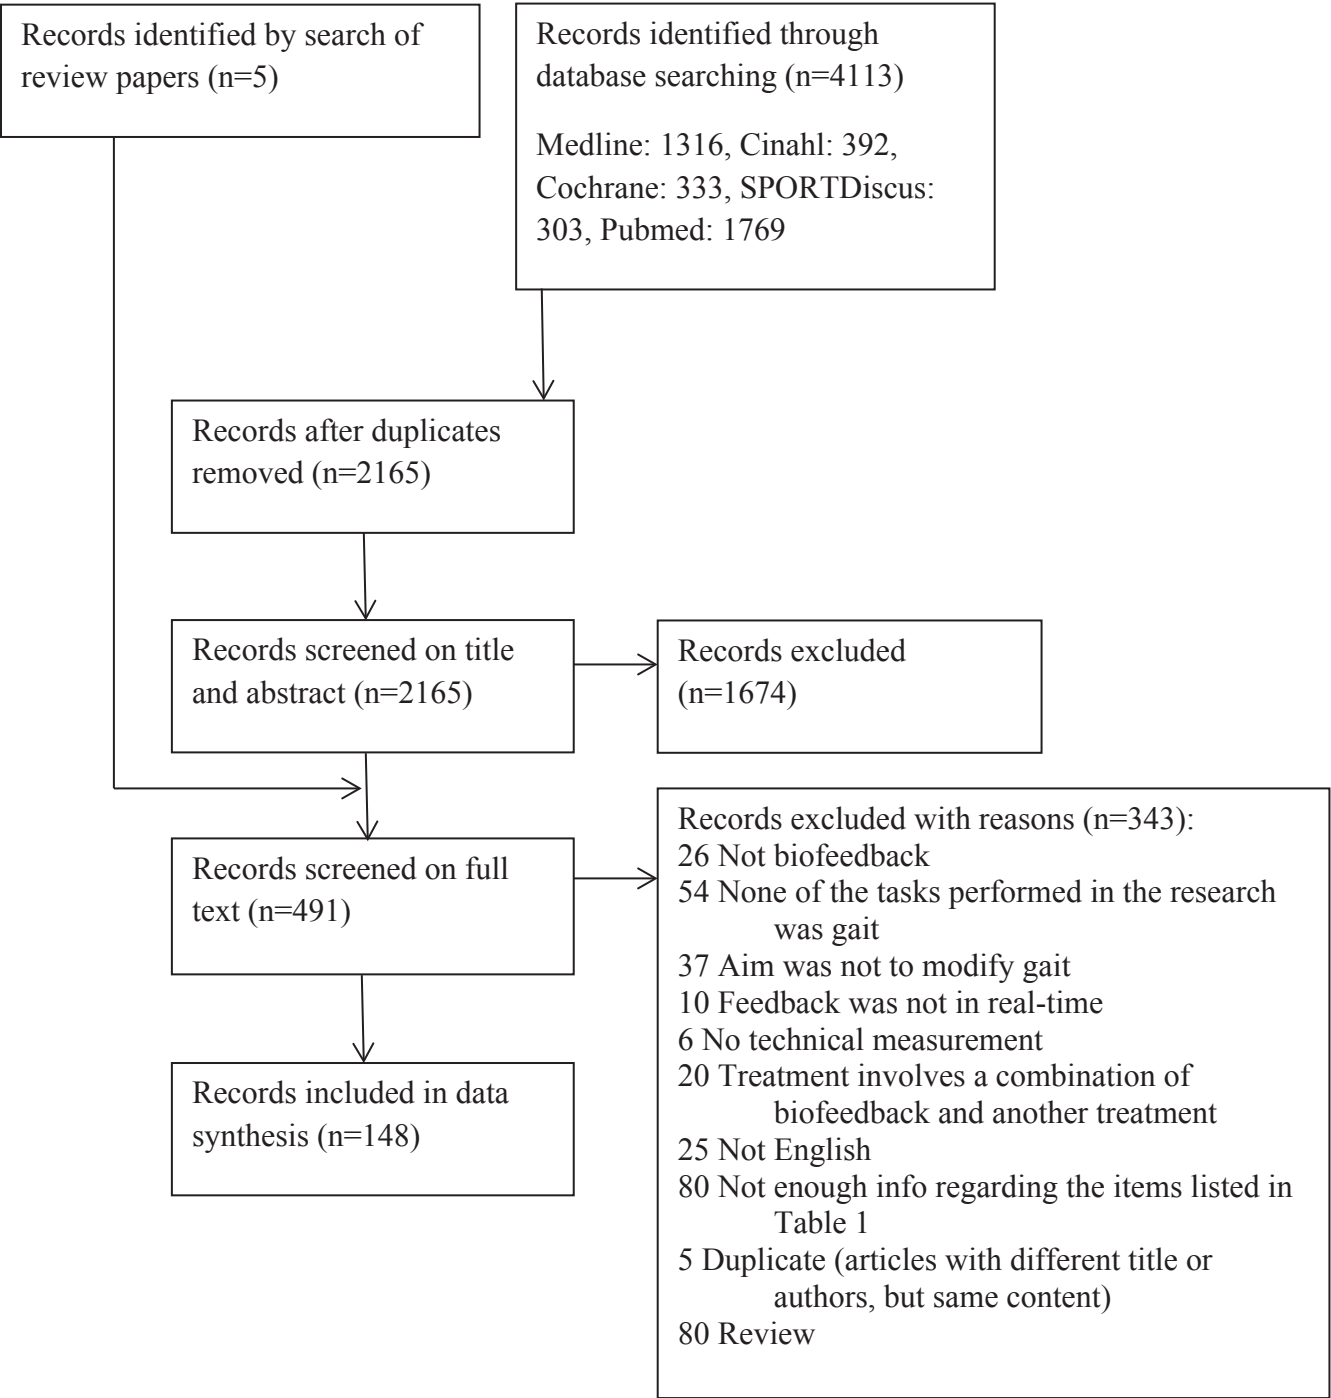 Records identified by search of
review papers (n=5)
Records identified through
database searching (n=4113)
Medline: 1316, Cinahl: 392,
Cochrane: 333, SPORTDiscus:
303, Pubmed: 1769
Records after duplicates
removed (n=2165)
Records screened on title
and abstract (n=2165)
Records excluded
(n=1674)
Records screened on full
text (n=491)
Records excluded with reasons (n=343):
26 Not biofeedback
54 None of the tasks performed in the research
was gait
37 Aim was not to modify gait
10 Feedback was not in real-time
6 No technical measurement
20 Treatment involves a combination of
biofeedback and another treatment
25 Not English
80 Not enough info regarding the items listed in
Table 1
5 Duplicate (articles with different title or
authors, but same content)
80 Review
Records included in data
synthesis (n=148)